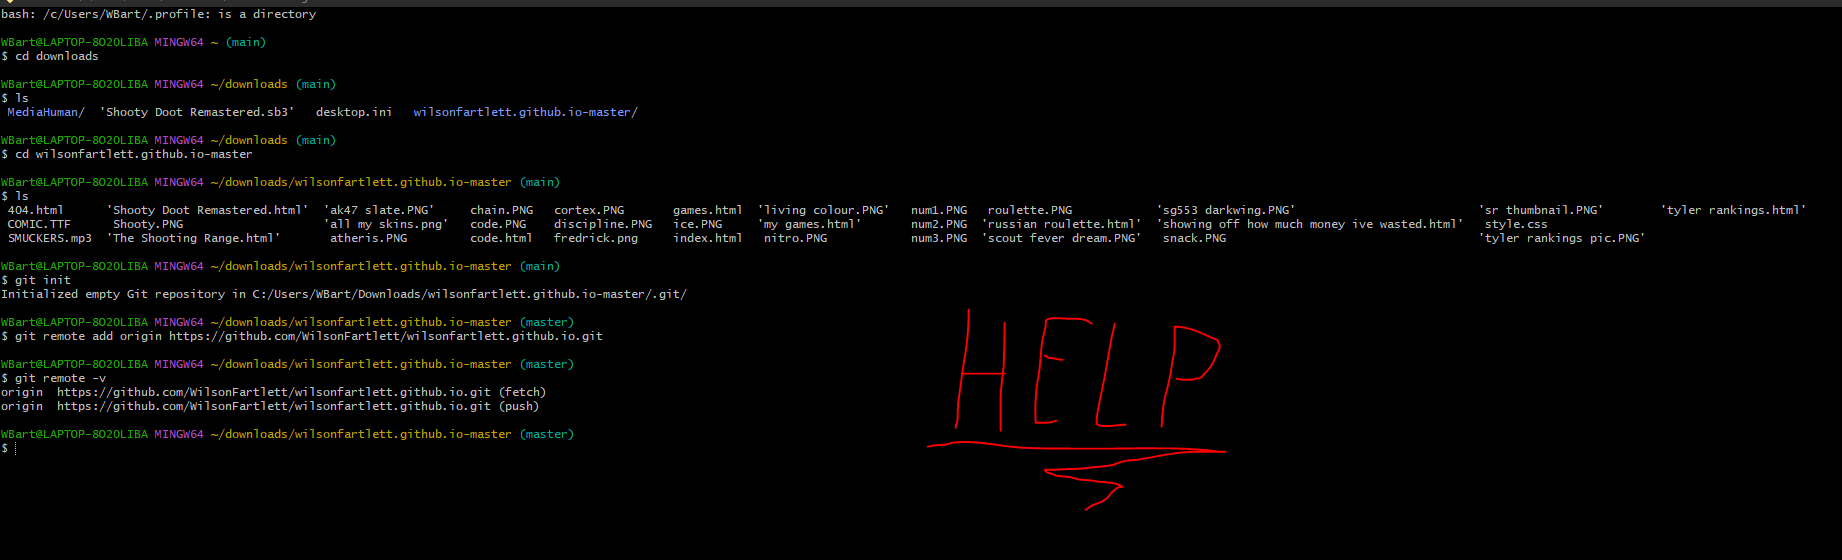 bash: /c/Users/WBart/.profile: is a directory
WBart@LAPTOP-8O2OLIBA MINGW64 ~ (main)
$ cd downloads
WBart@LAPTOP-8O2OLIBA MINGW64 ~/downloads (main)
$ ls
MediaHuman/ 'Shooty Doot Remastered.sb3' desktop.ini wilsonfartlett.github.io-master/
WBart@LAPTOP-8O2OLIBA MINGW64 ~/downloads (main)
$ cd wilsonfartlett.github.io-master
WBart@LAPTOP-8O2OLIBA MINGW64 ~/downloads/wilsonfartlett.github.io-master (main)
$ ls
404.html 'Shooty Doot Remastered.html' 'ak47 slate.PNG' chain.PNG cortex.PNG games.html 'living colour.PNG' num1.PNG roulette.PNG 'sg553 darkwing.PNG' 'sr thumbnail.PNG' 'tyler rankings.html'
COMIC.TTF Shooty.PNG 'all my skins.png' code.PNG discipline.PNG ice.PNG 'my games.html' num2.PNG 'russian roulette.html' 'showing off how much money ive wasted.html' style.css
SMUCKERS.mp3 'The Shooting Range.html' atheris.PNG code.html fredrick.png index.html nitro.PNG num3.PNG 'scout fever dream.PNG' snack.PNG 'tyler rankings pic.PNG'
WBart@LAPTOP-8O2OLIBA MINGW64 ~/downloads/wilsonfartlett.github.io-master (main)
$ git init
Initialized empty Git repository in C:/Users/WBart/Downloads/wilsonfartlett.github.io-master/.git/
WBart@LAPTOP-8O2OLIBA MINGW64 ~/downloads/wilsonfartlett.github.io-master (master)
$ git remote add origin https://github.com/WilsonFartlett/wilsonfartlett.github.io.git
WBart@LAPTOP-8O2OLIBA MINGW64 ~/downloads/wilsonfartlett.github.io-master (master)
$ git remote -v
origin https://github.com/WilsonFartlett/wilsonfartlett.github.io.git (fetch)
origin https://github.com/WilsonFartlett/wilsonfartlett.github.io.git (push)
WBart@LAPTOP-8O2OLIBA MINGW64 ~/downloads/wilsonfartlett.github.io-master (master)
$
HELP